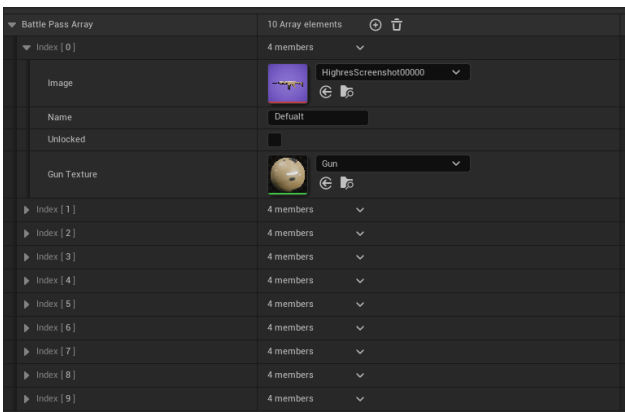 Battle Pass Array 10 Array elements
Index [ 0 ] 4 members
Image HighresScreenshot00000
Name Defualt
Unlocked
Gun Texture Gun
Index [ 1 ] 4 members
Index [ 2 ] 4 members
Index [ 3 ] 4 members
Index [ 4 ] 4 members
Index [ 5 ] 4 members
Index [ 6 ] 4 members
Index [ 7 ] 4 members
Index [ 8 ] 4 members
Index [ 9 ] 4 members